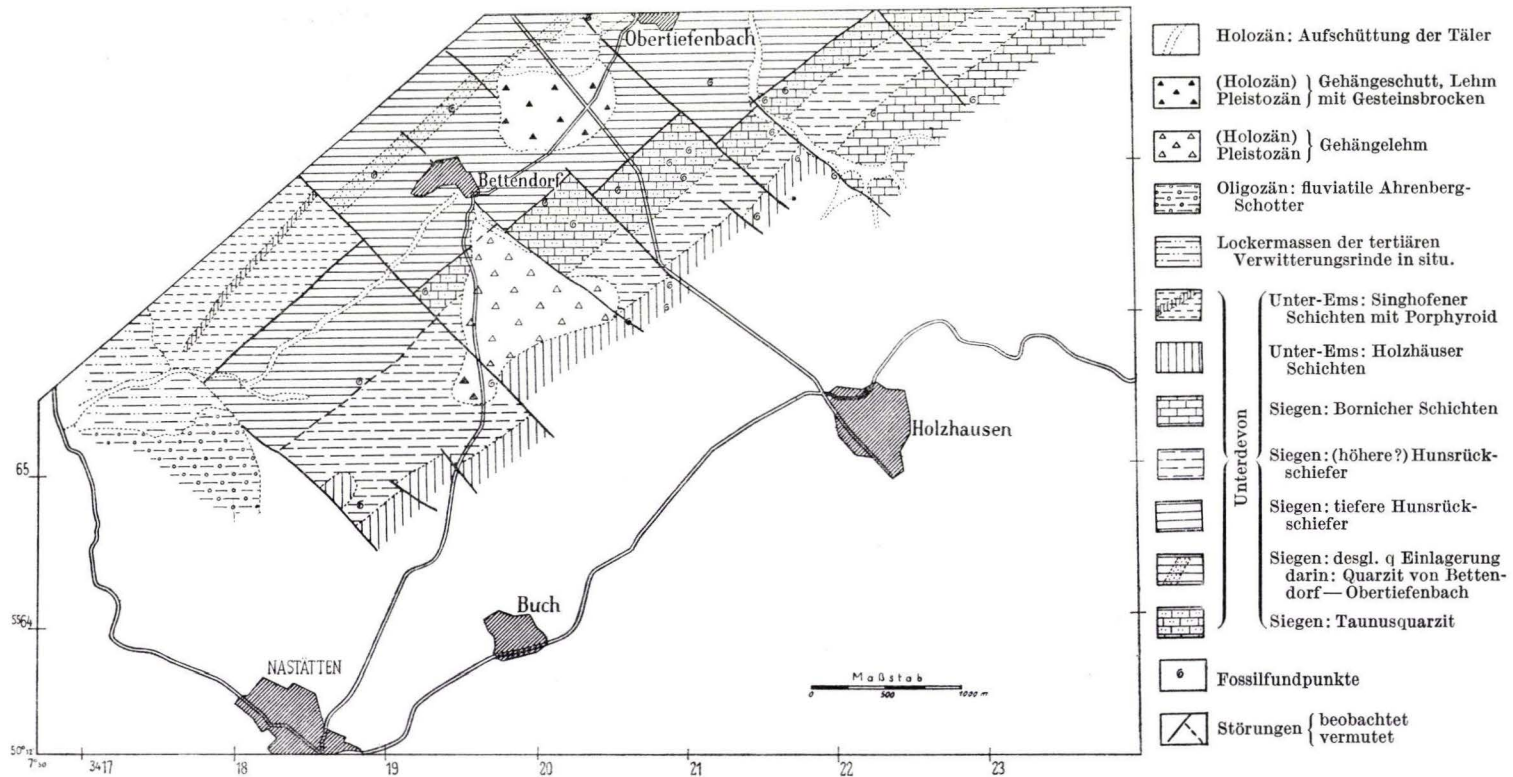 Obertiefenbach
Bettendorf
Holzhausen
Buch
NASTÄTTEN
Maßstab
0 500 1000 m
65
5564
50° 12'
7° 50'
3417
18
19
20
21
22
23
Holozän: Aufschüttung der Täler
(Holozän) } Gehängeschutt, Lehm
Pleistozän } mit Gesteinsbrocken
(Holozän) } Gehängelehm
Pleistozän }
Oligozän: fluviatile Ahrenberg-
Schotter
Lockermassen der tertiären
Verwitterungsrinde in situ.
Unterdevon
Unter-Ems: Singhofener
Schichten mit Porphyroid
Unter-Ems: Holzhäuser
Schichten
Siegen: Bornicher Schichten
Siegen: (höhere?) Hunsrück-
schiefer
Siegen: tiefere Hunsrück-
schiefer
Siegen: desgl. q Einlagerung
darin: Quarzit von Betten-
dorf — Obertiefenbach
Siegen: Taunusquarzit
Fossilfundpunkte
Störungen { beobachtet
vermutet